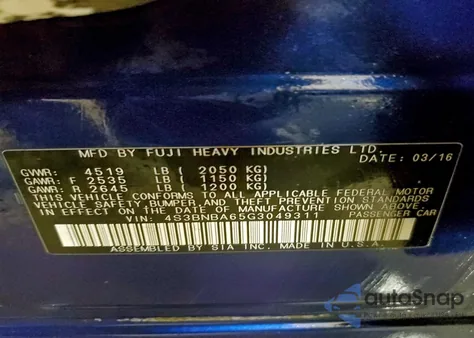 MFD BY FUJI HEAVY INDUSTRIES LTD.
DATE: 03/16
GVWR: 4519 LB ( 2050 KG)
GAWR: F 2535 LB ( 1150 KG)
GAWR: R 2645 LB ( 1200 KG)
THIS VEHICLE CONFORMS TO ALL APPLICABLE FEDERAL MOTOR
VEHICLE SAFETY, BUMPER, AND THEFT PREVENTION STANDARDS
IN EFFECT ON THE DATE OF MANUFACTURE SHOWN ABOVE.
VIN: 4S3BNBA65G3049311 PASSENGER CAR
ASSEMBLED BY SIA INC. IN U.S.A.
autoSnap